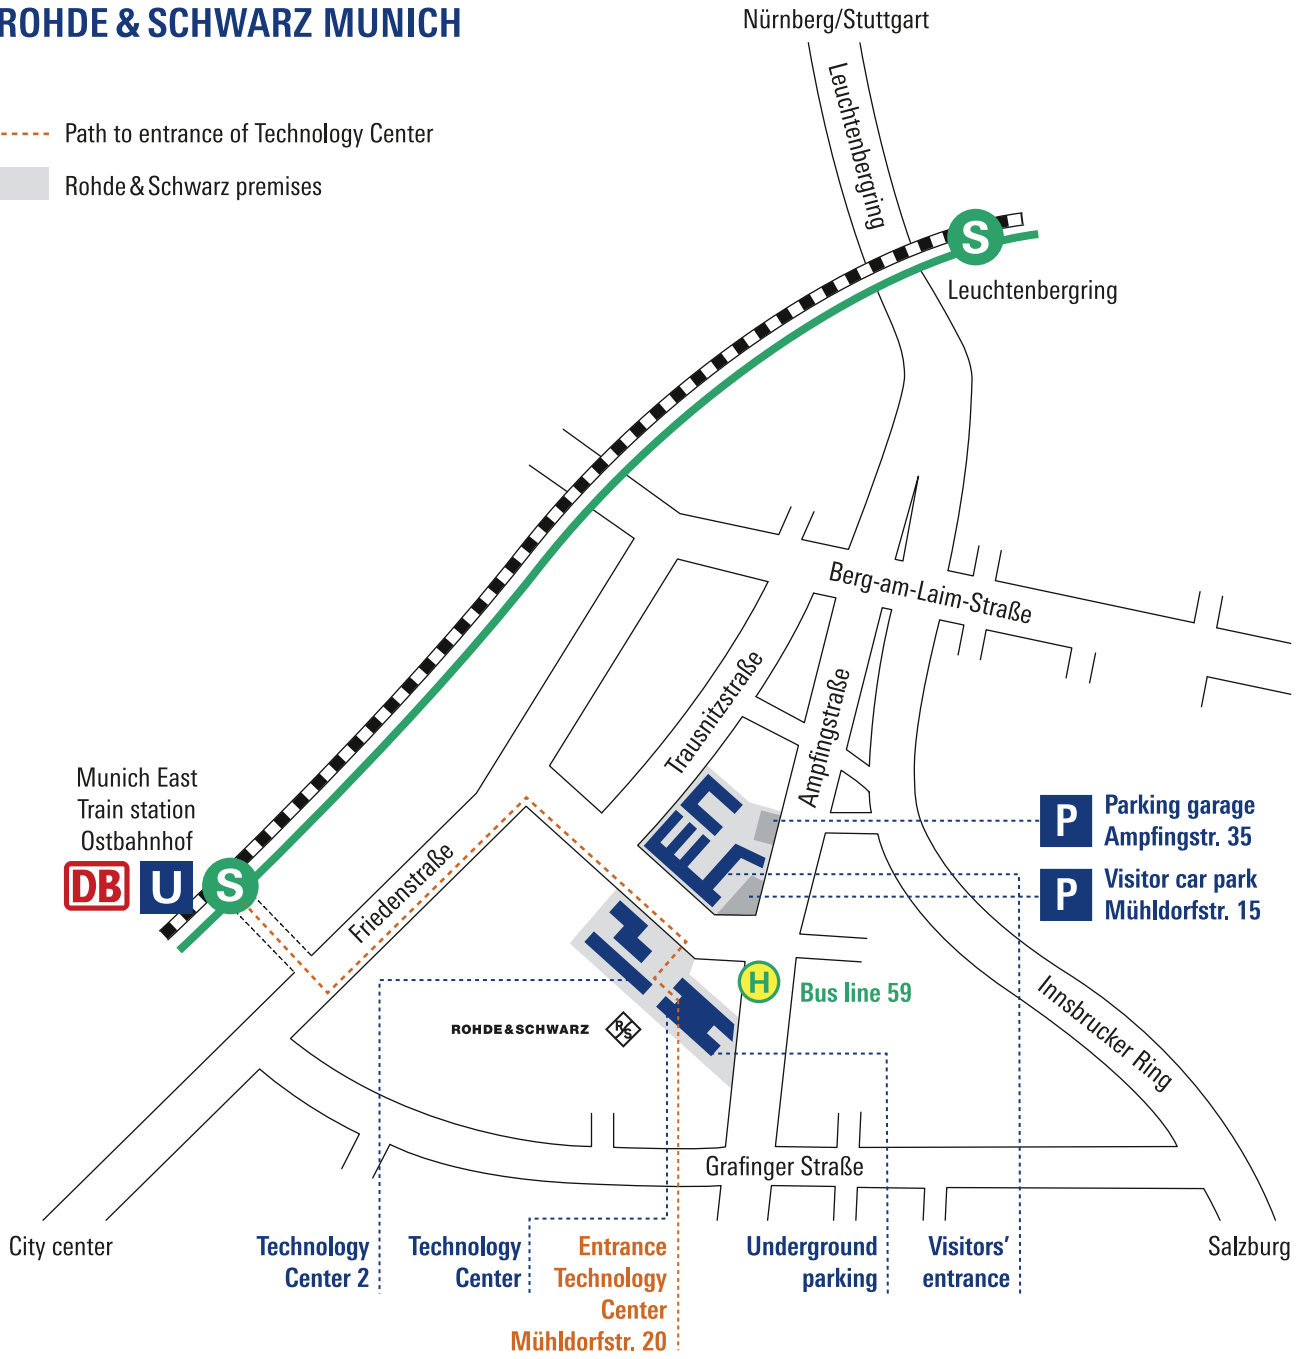 ROHDE & SCHWARZ MUNICH
Nürnberg/Stuttgart
Leuchtenbergring
Path to entrance of Technology Center
Rohde & Schwarz premises
S
Leuchtenbergring
Berg-am-Laim-Straße
Trausnitzstraße
Ampfingstraße
Munich East
Train station
Ostbahnhof
DB
U
S
Friedenstraße
P
Parking garage
Ampfingstr. 35
P
Visitor car park
Mühldorfstr. 15
H
Bus line 59
Innsbrucker Ring
ROHDE&SCHWARZ
R
S
Grafinger Straße
City center
Technology
Center 2
Technology
Center
Entrance
Technology
Center
Mühldorfstr. 20
Underground
parking
Visitors'
entrance
Salzburg